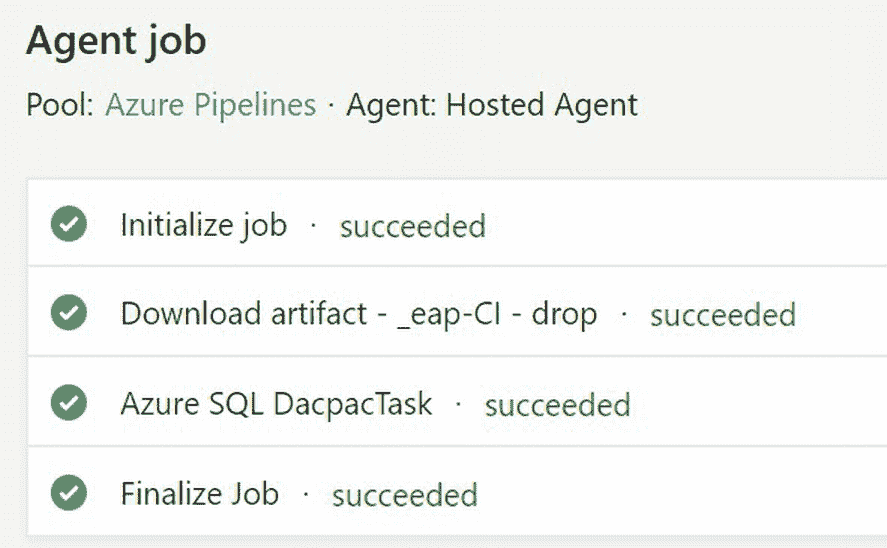 Agent job
Pool: Azure Pipelines · Agent: Hosted Agent
Initialize job · succeeded
Download artifact - _eap-CI - drop · succeeded
Azure SQL DacpacTask · succeeded
Finalize Job · succeeded